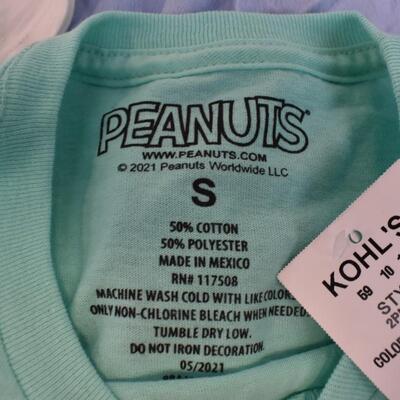 PEANUTS
WWW.PEANUTS.COM
© 2021 Peanuts Worldwide LLC
S
50% COTTON
50% POLYESTER
MADE IN MEXICO
RN# 117508
MACHINE WASH COLD WITH LIKE COLORS
ONLY NON-CHLORINE BLEACH WHEN NEEDED
TUMBLE DRY LOW.
DO NOT IRON DECORATION.
05/2021
KOHL'S
59 10